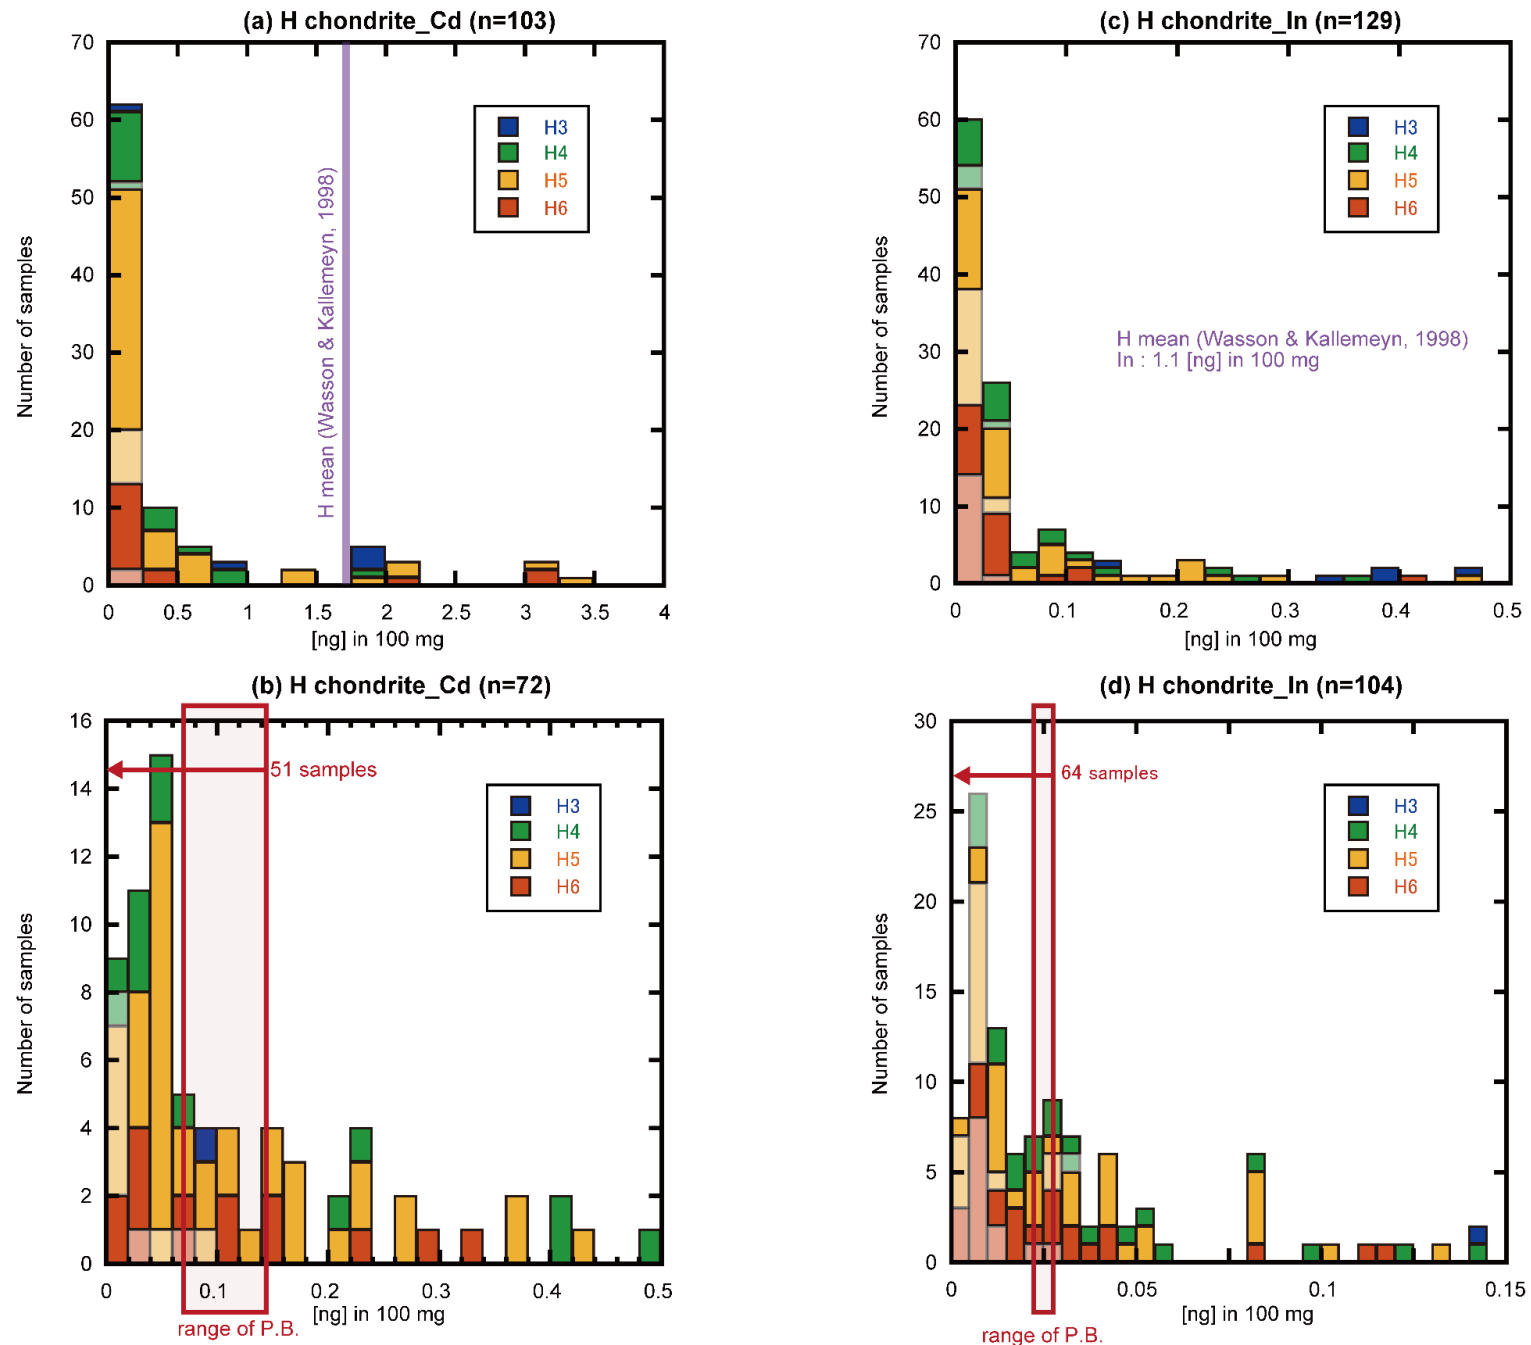 (a) H chondrite_Cd (n=103)
70
60
50
40
30
20
10
0
Number of samples
H3
H4
H5
H6
H mean (Wasson & Kallemeyn, 1998)
0 0.5 1 1.5 2 2.5 3 3.5 4
[ng] in 100 mg
(c) H chondrite_In (n=129)
70
60
50
40
30
20
10
0
Number of samples
H3
H4
H5
H6
H mean (Wasson & Kallemeyn, 1998)
In : 1.1 [ng] in 100 mg
0 0.1 0.2 0.3 0.4 0.5
[ng] in 100 mg
(b) H chondrite_Cd (n=72)
16
14
12
10
8
6
4
2
0
Number of samples
51 samples
H3
H4
H5
H6
0 0.1 0.2 0.3 0.4 0.5
[ng] in 100 mg
range of P.B.
(d) H chondrite_In (n=104)
30
25
20
15
10
5
0
Number of samples
64 samples
H3
H4
H5
H6
0 0.05 0.1 0.15
[ng] in 100 mg
range of P.B.